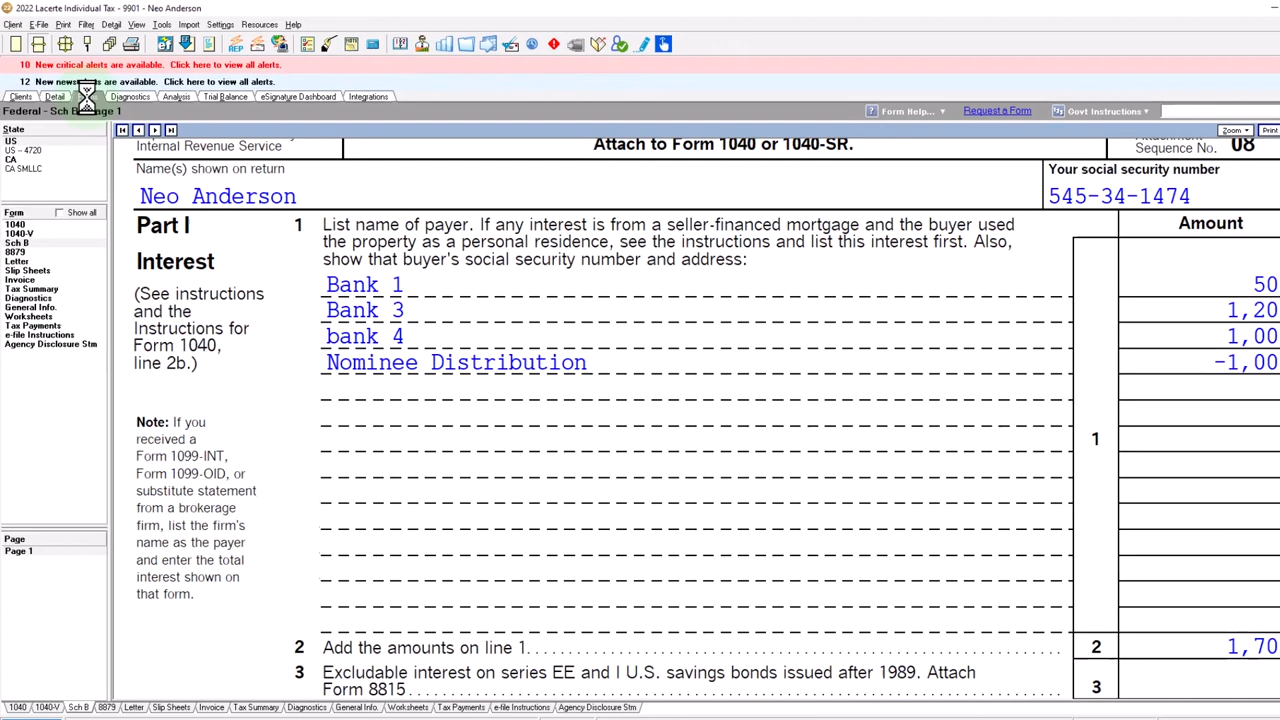 2022 Lacerte Individual Tax - 9901 - Neo Anderson
Client E-File Print Filter Detail View Tools Import Settings Resources Help
10 New critical alerts are available. Click here to view all alerts.
12 New news are available. Click here to view all alerts.
Clients Detail Diagnostics Analysis Trial Balance eSignature Dashboard Integrations
Federal - Sch B Page 1 Form Help... Request a Form Govt Instructions
State
US
US -- 4720
CA
CA SMLLC
Form Show all
1040
1040-V
Sch B
8879
Letter
Slip Sheets
Invoice
Tax Summary
Diagnostics
General Info.
Worksheets
Tax Payments
e-file Instructions
Agency Disclosure Stm
Page
Page 1
Zoom Print
Internal Revenue Service Attach to Form 1040 or 1040-SR. Sequence No. 08
Name(s) shown on return Your social security number
Neo Anderson 545-34-1474
Part I 1 List name of payer. If any interest is from a seller-financed mortgage and the buyer used Amount
the property as a personal residence, see the instructions and list this interest first. Also,
Interest show that buyer's social security number and address:
(See instructions
and the
Instructions for
Form 1040,
line 2b.)
Bank 1 50
Bank 3 1,20
bank 4 1,00
Nominee Distribution -1,00
Note: If you
received a
Form 1099-INT,
Form 1099-OID, or
substitute statement
from a brokerage
firm, list the firm's
name as the payer
and enter the total
interest shown on
that form.
1
2 Add the amounts on line 1 2 1,70
3 Excludable interest on series EE and I U.S. savings bonds issued after 1989. Attach
Form 8815 3
1040 1040-V Sch B 8879 Letter Slip Sheets Invoice Tax Summary Diagnostics General Info. Worksheets Tax Payments e-file Instructions Agency Disclosure Stm